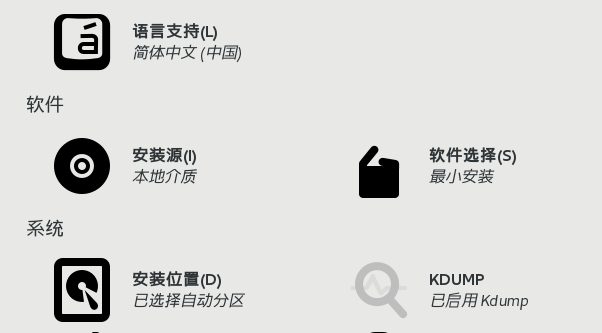 语言支持(L)
简体中文 (中国)
软件
安装源(I)
本地介质
软件选择(S)
最小安装
系统
安装位置(D)
已选择自动分区
KDUMP
已启用 Kdump